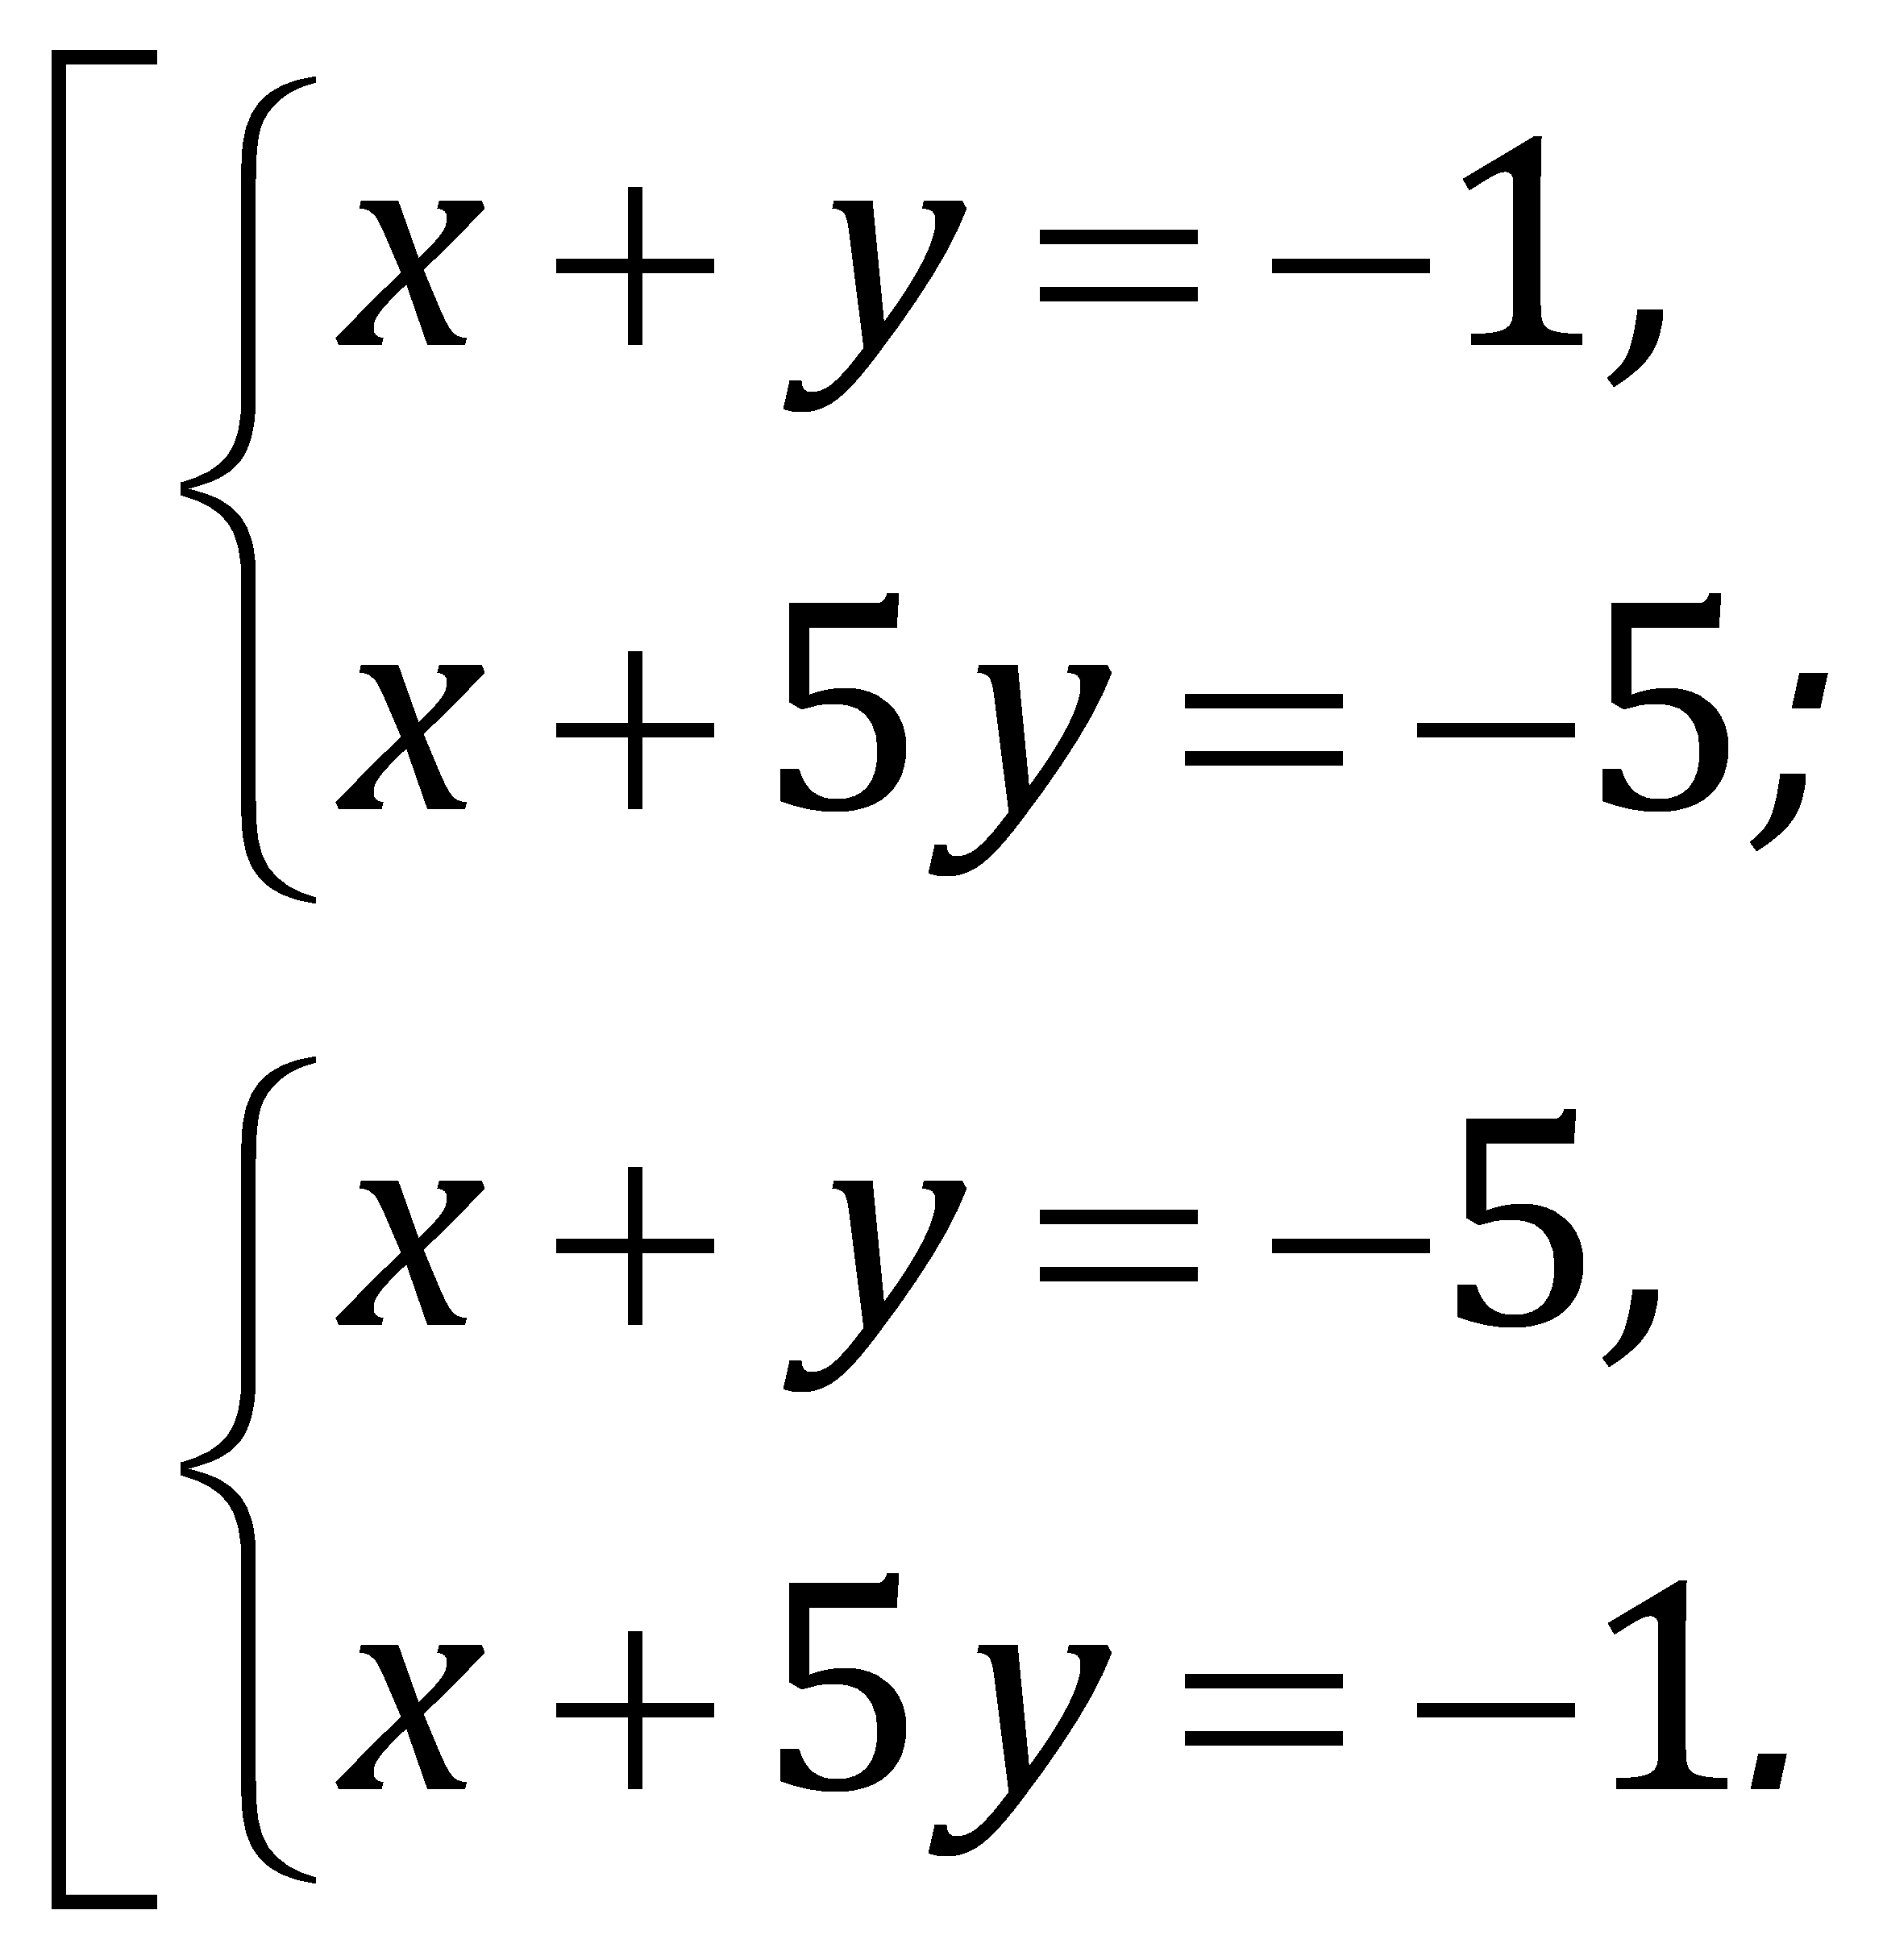 x + y = −1,
x + 5y = −5;
x + y = −5,
x + 5y = −1.